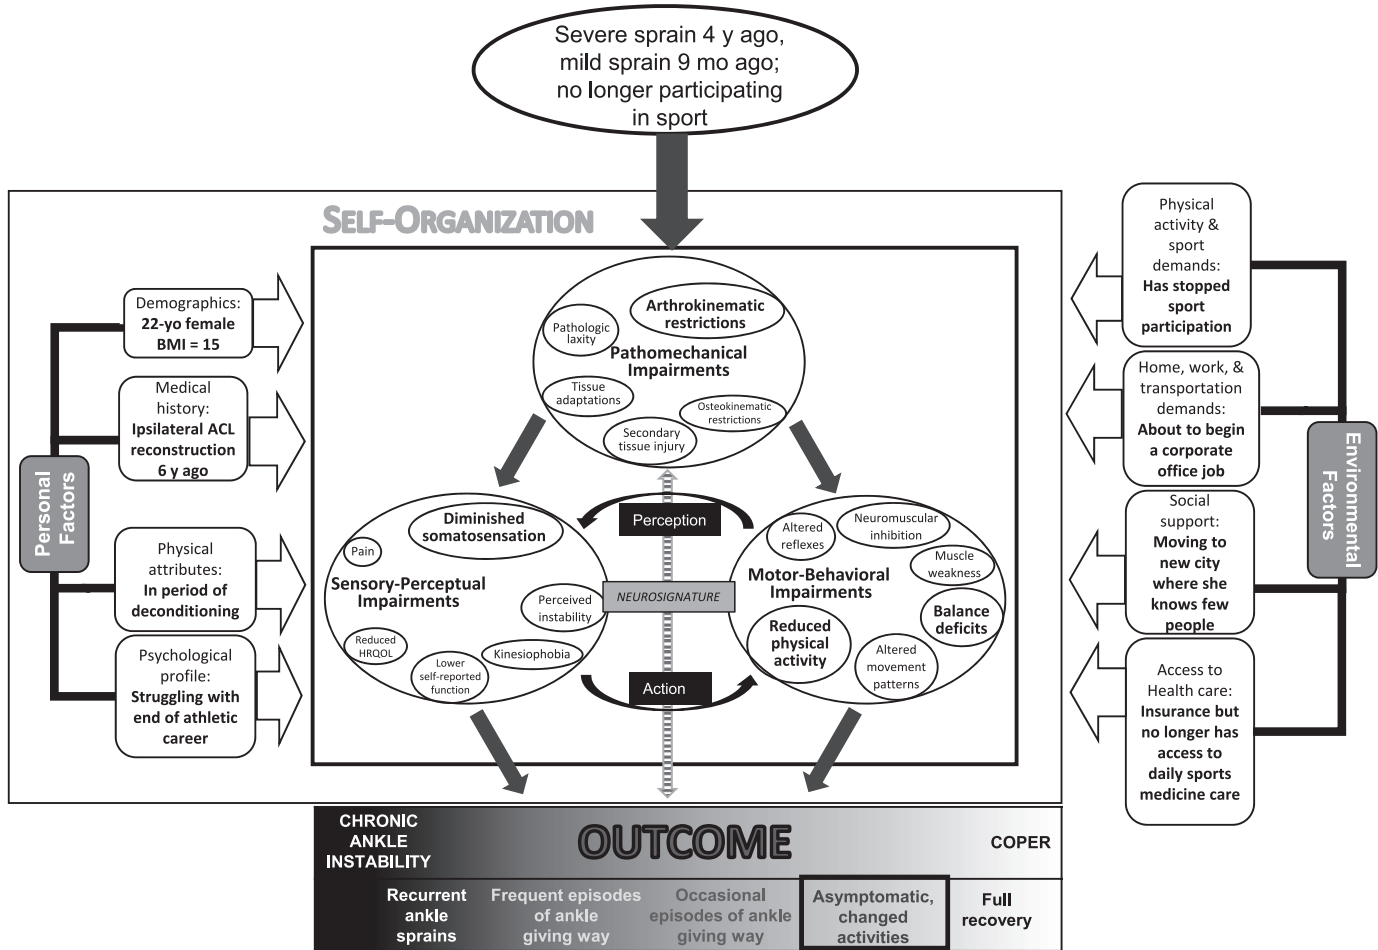 Severe sprain 4 y ago,
mild sprain 9 mo ago;
no longer participating
in sport
SELF-ORGANIZATION
Personal
Factors
Demographics:
22-yo female
BMI = 15
Medical
history:
Ipsilateral ACL
reconstruction
6 y ago
Physical
attributes:
In period of
deconditioning
Psychological
profile:
Struggling with
end of athletic
career
Arthrokinematic
restrictions
Pathologic
laxity
Pathomechanical
Impairments
Tissue
adaptations
Osteokinematic
restrictions
Secondary
tissue injury
Diminished
somatosensation
Pain
Sensory-Perceptual
Impairments
Perceived
instability
Reduced
HRQOL
Kinesiophobia
Lower
self-reported
function
Perception
NEUROSIGNATURE
Action
Altered
reflexes
Neuromuscular
inhibition
Muscle
weakness
Motor-Behavioral
Impairments
Balance
deficits
Reduced
physical
activity
Altered
movement
patterns
Physical
activity &
sport
demands:
Has stopped
sport
participation
Home, work, &
transportation
demands:
About to begin
a corporate
office job
Social
support:
Moving to
new city
where she
knows few
people
Access to
Health care:
Insurance but
no longer has
access to
daily sports
medicine care
Environmental
Factors
CHRONIC
ANKLE
INSTABILITY
OUTCOME
COPER
Recurrent
ankle
sprains
Frequent episodes
of ankle
giving way
Occasional
episodes of ankle
giving way
Asymptomatic,
changed
activities
Full
recovery